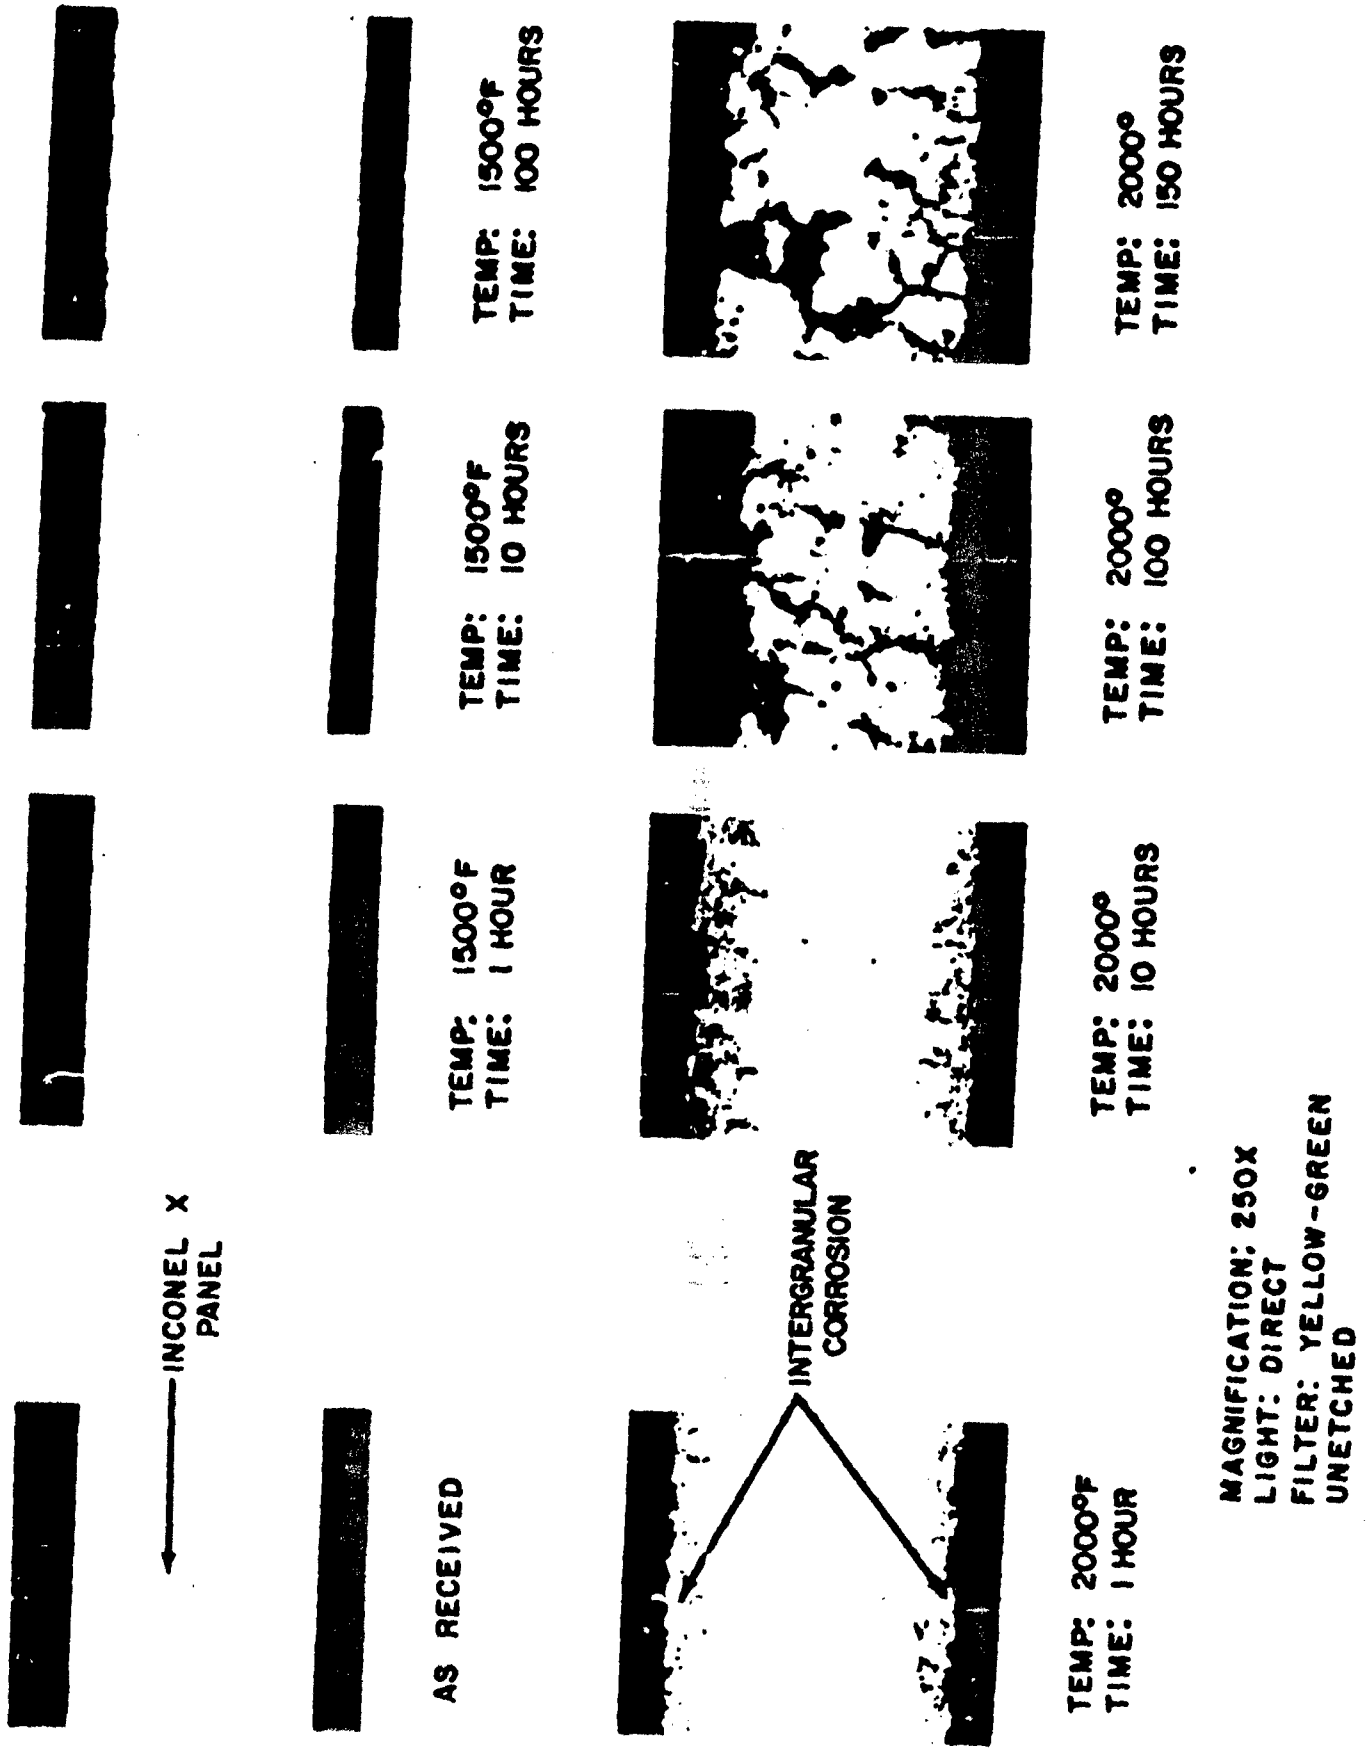 INCONEL X
PANEL
AS RECEIVED
TEMP: 1500°F
TIME: 1 HOUR
TEMP: 1500°F
TIME: 10 HOURS
TEMP: 1500°F
TIME: 100 HOURS
INTERGRANULAR
CORROSION
TEMP: 2000°F
TIME: 1 HOUR
TEMP: 2000°
TIME: 10 HOURS
TEMP: 2000°
TIME: 100 HOURS
TEMP: 2000°
TIME: 150 HOURS
MAGNIFICATION: 250X
LIGHT: DIRECT
FILTER: YELLOW-GREEN
UNETCHED